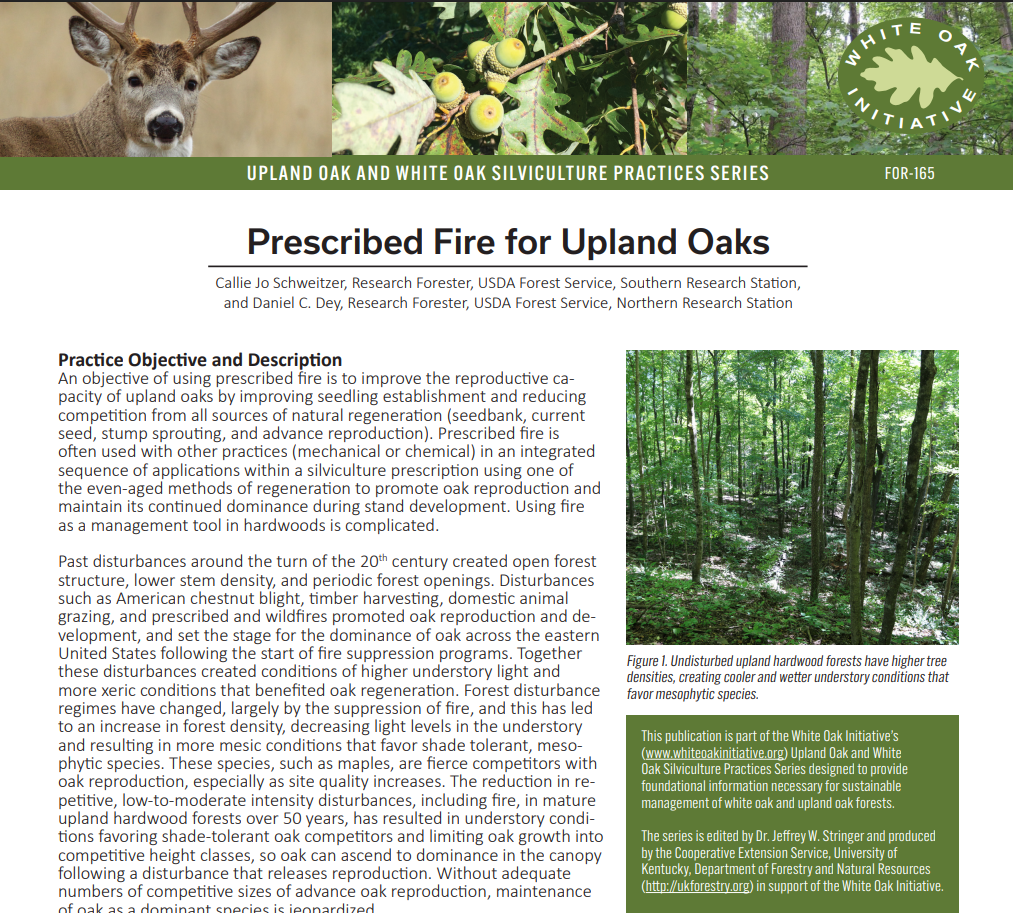 WHITE OAK
INITIATIVE
UPLAND OAK AND WHITE OAK SILVICULTURE PRACTICES SERIES
FOR-165
Prescribed Fire for Upland Oaks
Callie Jo Schweitzer, Research Forester, USDA Forest Service, Southern Research Station,
and Daniel C. Dey, Research Forester, USDA Forest Service, Northern Research Station
Practice Objective and Description
An objective of using prescribed fire is to improve the reproductive ca-
pacity of upland oaks by improving seedling establishment and reducing
competition from all sources of natural regeneration (seedbank, current
seed, stump sprouting, and advance reproduction). Prescribed fire is
often used with other practices (mechanical or chemical) in an integrated
sequence of applications within a silviculture prescription using one of
the even-aged methods of regeneration to promote oak reproduction and
maintain its continued dominance during stand development. Using fire
as a management tool in hardwoods is complicated.
Past disturbances around the turn of the 20th century created open forest
structure, lower stem density, and periodic forest openings. Disturbances
such as American chestnut blight, timber harvesting, domestic animal
grazing, and prescribed and wildfires promoted oak reproduction and de-
velopment, and set the stage for the dominance of oak across the eastern
United States following the start of fire suppression programs. Together
these disturbances created conditions of higher understory light and
more xeric conditions that benefited oak regeneration. Forest disturbance
regimes have changed, largely by the suppression of fire, and this has led
to an increase in forest density, decreasing light levels in the understory
and resulting in more mesic conditions that favor shade tolerant, meso-
phytic species. These species, such as maples, are fierce competitors with
oak reproduction, especially as site quality increases. The reduction in re-
petitive, low-to-moderate intensity disturbances, including fire, in mature
upland hardwood forests over 50 years, has resulted in understory condi-
tions favoring shade-tolerant oak competitors and limiting oak growth into
competitive height classes, so oak can ascend to dominance in the canopy
following a disturbance that releases reproduction. Without adequate
numbers of competitive sizes of advance oak reproduction, maintenance
of oak as a dominant species is jeopardized.
Figure 1. Undisturbed upland hardwood forests have higher tree
densities, creating cooler and wetter understory conditions that
favor mesophytic species.
This publication is part of the White Oak Initiative's
(www.whiteoakinitiative.org) Upland Oak and White
Oak Silviculture Practices Series designed to provide
foundational information necessary for sustainable
management of white oak and upland oak forests.
The series is edited by Dr. Jeffrey W. Stringer and produced
by the Cooperative Extension Service, University of
Kentucky, Department of Forestry and Natural Resources
(http://ukforestry.org) in support of the White Oak Initiative.